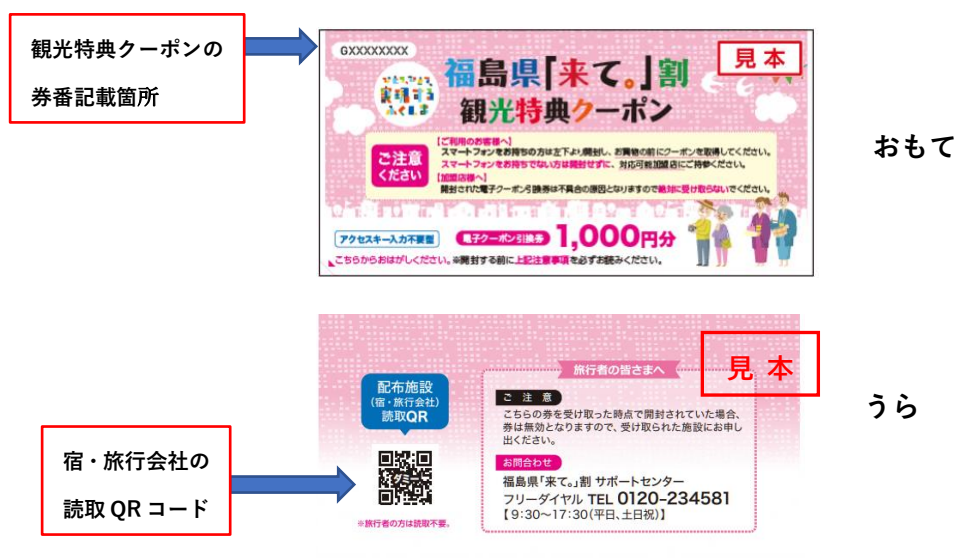 観光特典クーポンの
券番記載箇所
GXXXXXXXX
見本
ひとつ、ひとつ、
実現する
ふくしま
福島県「来て。」割
観光特典クーポン
ご注意
ください
【ご利用のお客様へ】
スマートフォンをお持ちの方は左下より開封し、お買物の前にクーポンを取得してください。
スマートフォンをお持ちでない方は開封せずに、対応可能加盟店にご持参ください。
【加盟店様へ】
開封された電子クーポン引換券は不具合の原因となりますので絶対に受け取らないでください。
アクセスキー入力不要型
電子クーポン引換券 1,000円分
こちらからおはがしください。※開封する前に上記注意事項を必ずお読みください。
おもて
見本
旅行者の皆さまへ
配布施設
(宿・旅行会社)
読取QR
ご注意
こちらの券を受け取った時点で開封されていた場合、
券は無効となりますので、受け取られた施設にお申し
出ください。
お問合わせ
福島県「来て。」割 サポートセンター
フリーダイヤル TEL 0120-234581
【9:30〜17:30(平日、土日祝)】
※旅行者の方は読取不要。
うら
宿・旅行会社の
読取QRコード